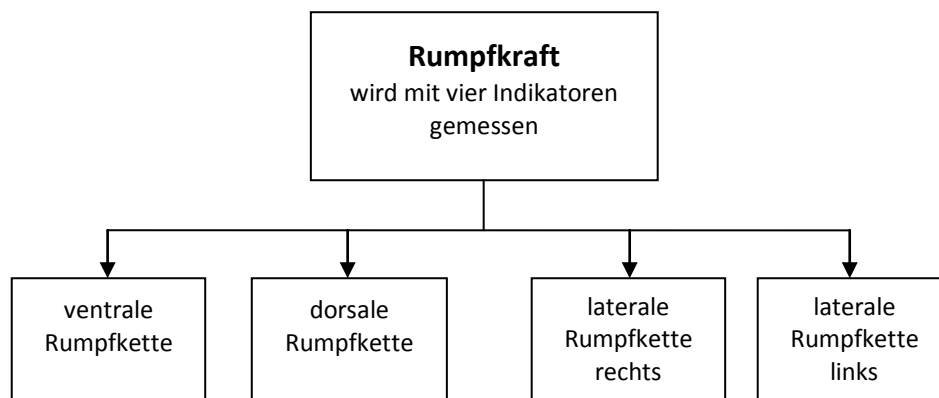 Rumpfkraft
wird mit vier Indikatoren
gemessen
ventrale
Rumpfkette
dorsale
Rumpfkette
laterale
Rumpfkette
rechts
laterale
Rumpfkette
links